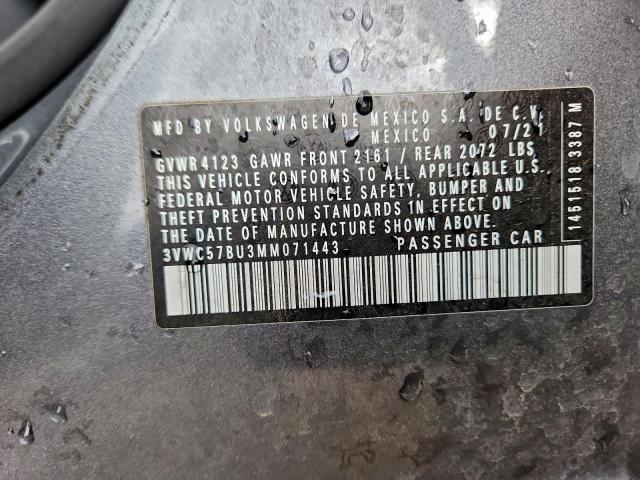 MFD BY VOLKSWAGEN DE MEXICO S.A. DE C.V.
MEXICO 07/21
GVWR 4123 GAWR FRONT 2161 / REAR 2072 LBS
THIS VEHICLE CONFORMS TO ALL APPLICABLE U.S.
FEDERAL MOTOR VEHICLE SAFETY, BUMPER AND
THEFT PREVENTION STANDARDS IN EFFECT ON
THE DATE OF MANUFACTURE SHOWN ABOVE.
3VWC57BU3MM071443 PASSENGER CAR
1461518 3387 M